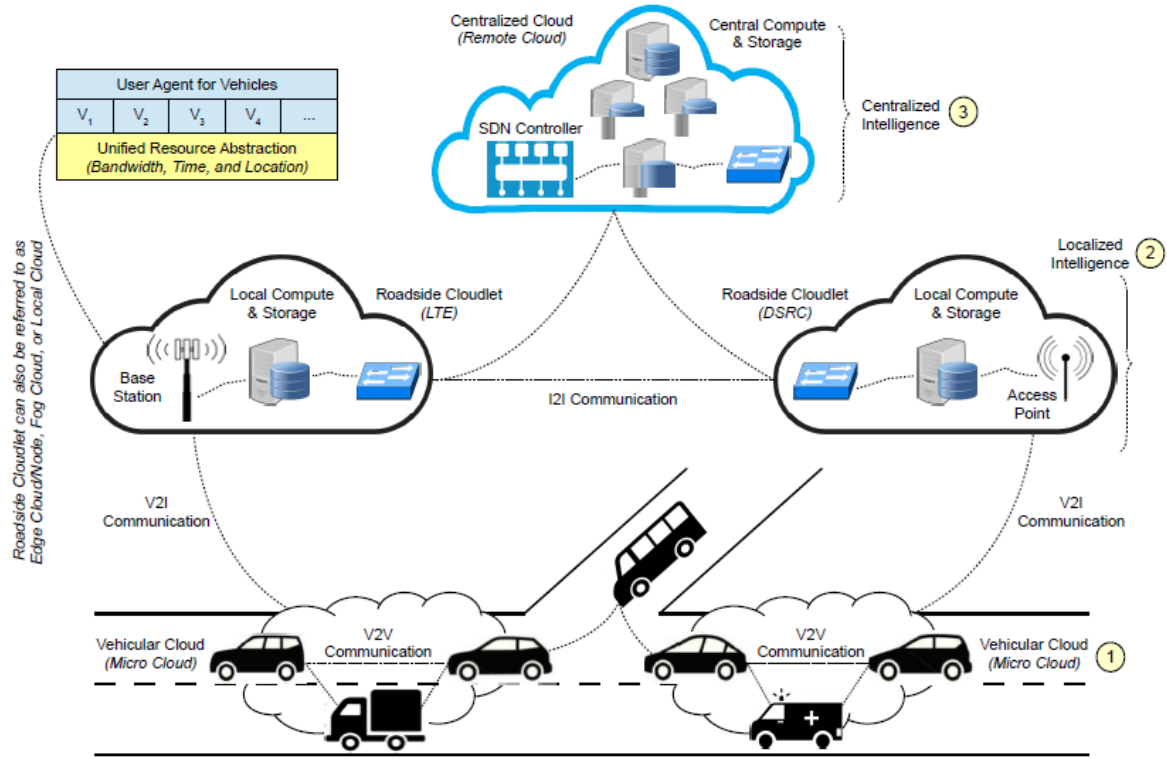 Centralized Cloud
(Remote Cloud)
Central Compute
& Storage
User Agent for Vehicles
V1
V2
V3
V4
...
Unified Resource Abstraction
(Bandwidth, Time, and Location)
SDN Controller
Centralized
Intelligence
3
Localized
Intelligence
2
Roadside Cloudlet can also be referred to as
Edge Cloud/Node, Fog Cloud, or Local Cloud
Local Compute
& Storage
Roadside Cloudlet
(LTE)
Base
Station
Roadside Cloudlet
(DSRC)
Local Compute
& Storage
Access
Point
I2I Communication
V2I
Communication
V2I
Communication
Vehicular Cloud
(Micro Cloud)
V2V
Communication
V2V
Communication
Vehicular Cloud
(Micro Cloud)
1